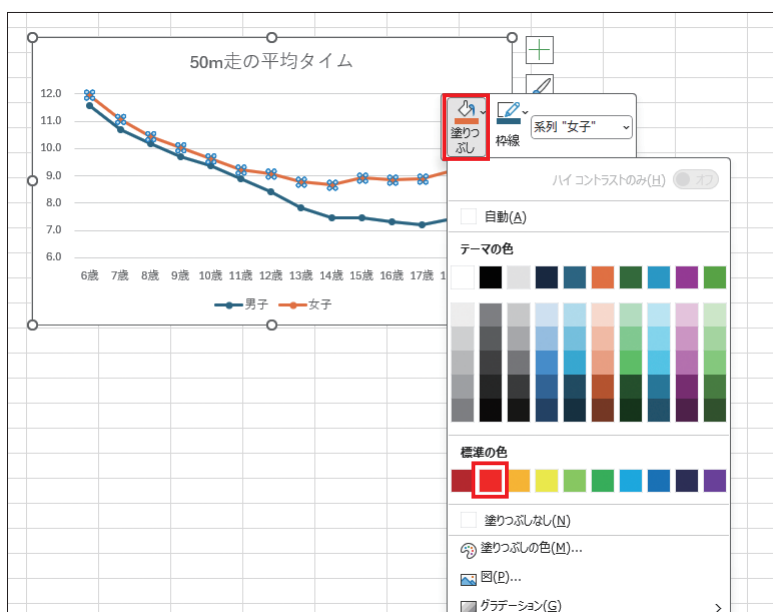 50m走の平均タイム
12.0
11.0
10.0
9.0
8.0
7.0
6.0
6歳 7歳 8歳 9歳 10歳 11歳 12歳 13歳 14歳 15歳 16歳 17歳 1
男子 女子
塗りつ
ぶし
枠線
系列 "女子"
ハイ コントラストのみ(H) オフ
自動(A)
テーマの色
標準の色
塗りつぶしなし(N)
塗りつぶしの色(M)...
図(P)...
グラデーション(G)